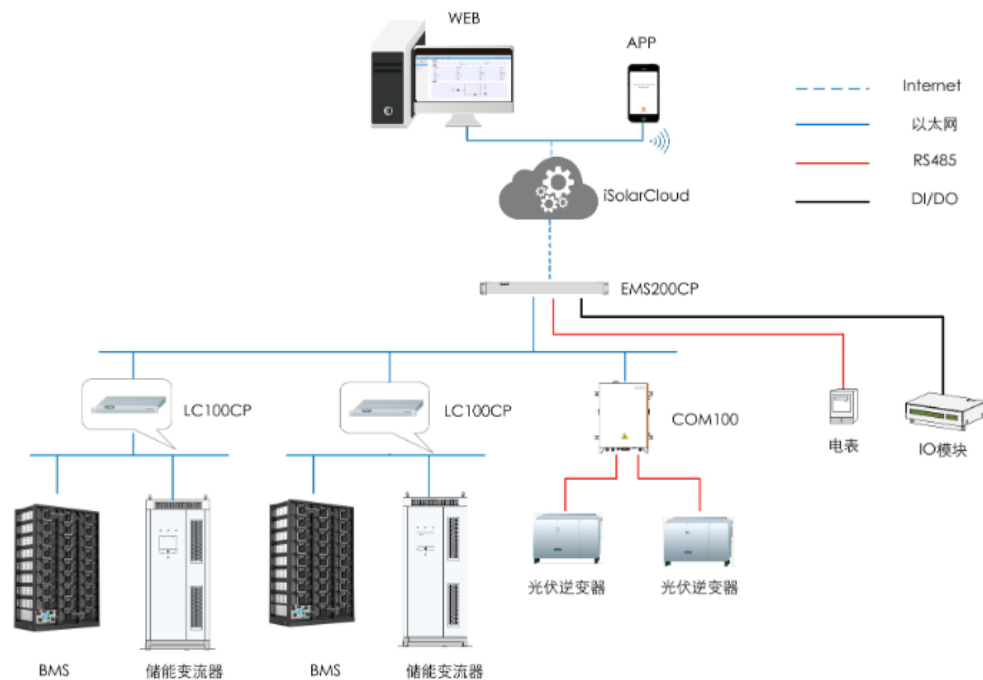 WEB
APP
Internet
以太网
RS485
DI/DO
iSolarCloud
EMS200CP
LC100CP
LC100CP
COM100
电表
IO模块
光伏逆变器
光伏逆变器
BMS
储能变流器
BMS
储能变流器